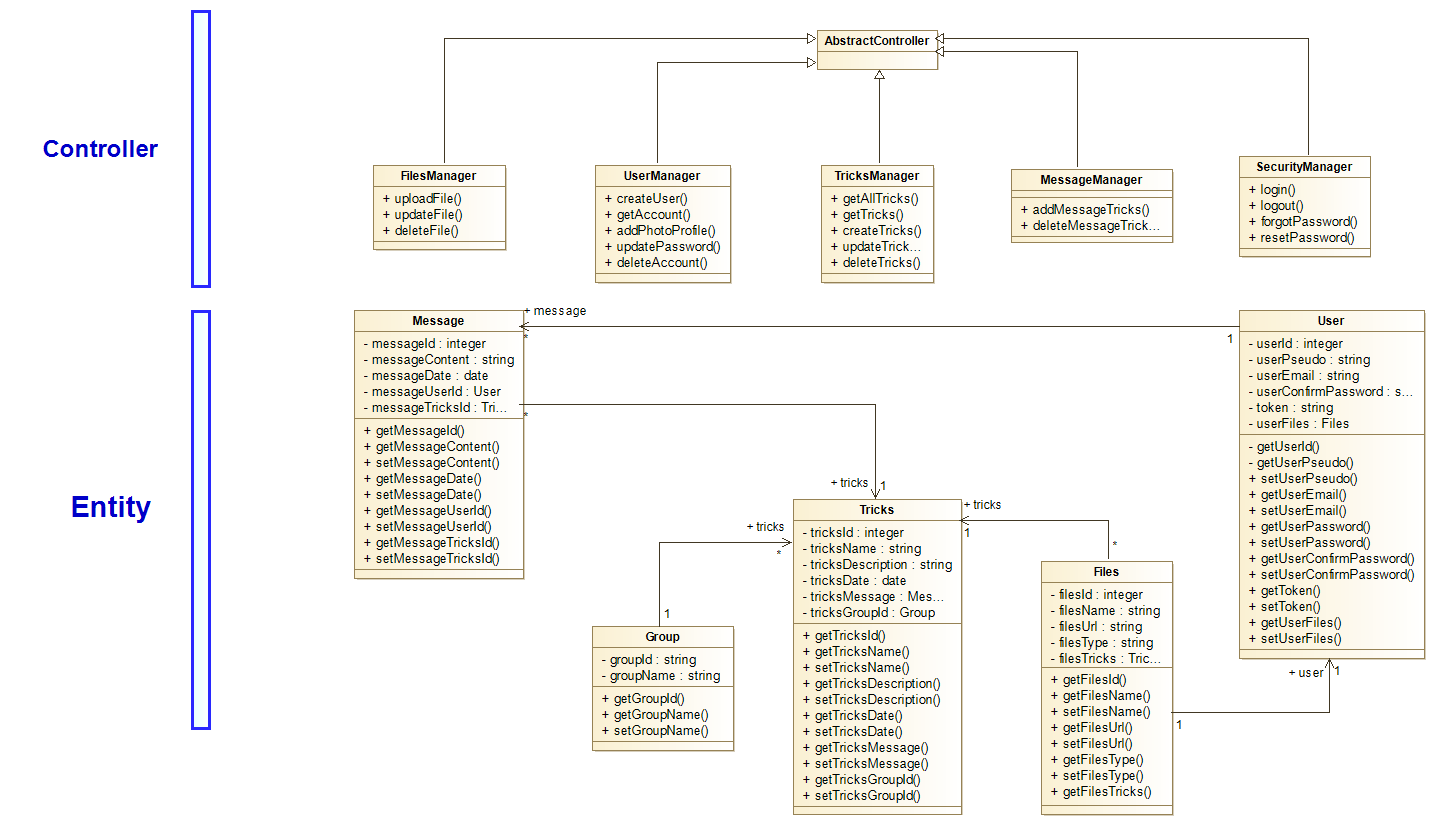 Controller
AbstractController
FilesManager
+ uploadFile()
+ updateFile()
+ deleteFile()
UserManager
+ createUser()
+ getAccount()
+ addPhotoProfile()
+ updatePassword()
+ deleteAccount()
TricksManager
+ getAllTricks()
+ getTricks()
+ createTricks()
+ updateTrick...
+ deleteTricks()
MessageManager
+ addMessageTricks()
+ deleteMessageTrick...
SecurityManager
+ login()
+ logout()
+ forgotPassword()
+ resetPassword()
Entity
Message
- messageId : integer
- messageContent : string
- messageDate : date
- messageUserId : User
- messageTricksId : Tri...
+ getMessageId()
+ getMessageContent()
+ setMessageContent()
+ getMessageDate()
+ setMessageDate()
+ getMessageUserId()
+ setMessageUserId()
+ getMessageTricksId()
+ setMessageTricksId()
+ message
*
1
*
+ tricks
1
User
- userId : integer
- userPseudo : string
- userEmail : string
- userConfirmPassword : s...
- token : string
- userFiles : Files
- getUserId()
- getUserPseudo()
+ setUserPseudo()
+ getUserEmail()
+ setUserEmail()
+ getUserPassword()
+ setUserPassword()
+ getUserConfirmPassword()
+ setUserConfirmPassword()
+ getToken()
+ setToken()
+ getUserFiles()
+ setUserFiles()
+ tricks
*
1
Group
- groupId : string
- groupName : string
+ getGroupId()
+ getGroupName()
+ setGroupName()
Tricks
- tricksId : integer
- tricksName : string
- tricksDescription : string
- tricksDate : date
- tricksMessage : Mes...
- tricksGroupId : Group
+ getTricksId()
+ getTricksName()
+ setTricksName()
+ getTricksDescription()
+ setTricksDescription()
+ getTricksDate()
+ setTricksDate()
+ getTricksMessage()
+ setTricksMessage()
+ getTricksGroupId()
+ setTricksGroupId()
+ tricks
1
*
Files
- filesId : integer
- filesName : string
- filesUrl : string
- filesType : string
- filesTricks : Tric...
+ getFilesId()
+ getFilesName()
+ setFilesName()
+ getFilesUrl()
+ setFilesUrl()
+ getFilesType()
+ setFilesType()
+ getFilesTricks()
+ user
1
1